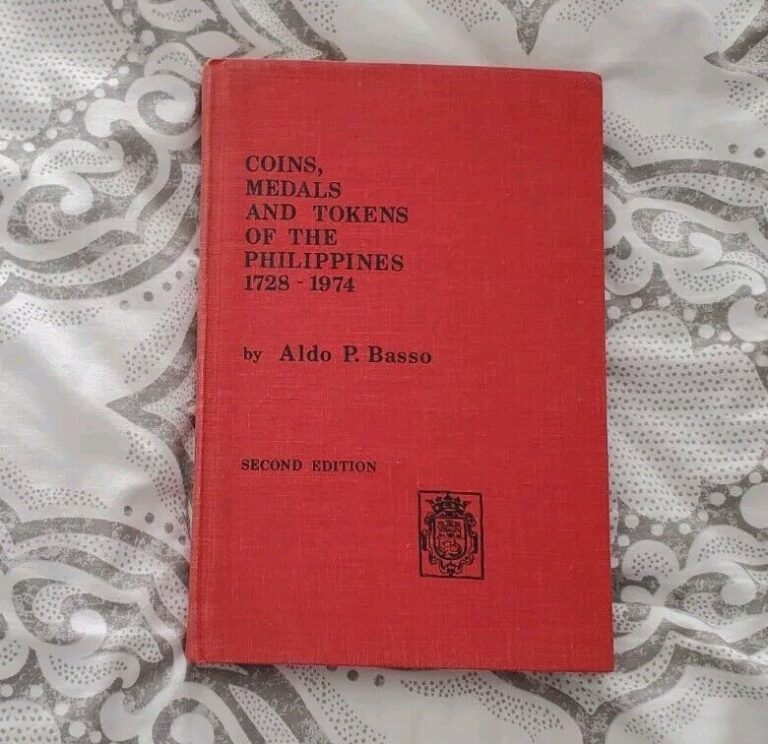 COINS,
MEDALS
AND TOKENS
OF THE
PHILIPPINES
1728 - 1974
by Aldo P. Basso
SECOND EDITION